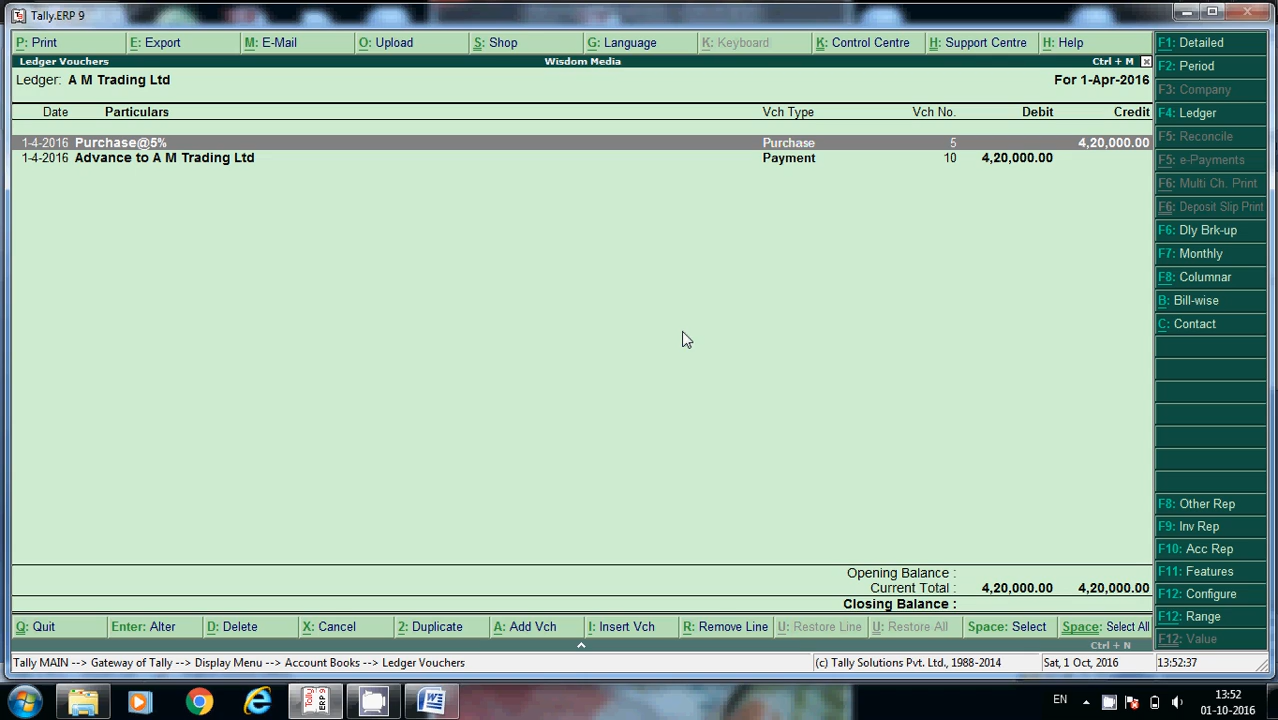 Tally.ERP 9
P: Print E: Export M: E-Mail O: Upload S: Shop G: Language K: Keyboard K: Control Centre H: Support Centre H: Help
Ledger Vouchers Wisdom Media Ctrl + M
Ledger: A M Trading Ltd For 1-Apr-2016
Date Particulars Vch Type Vch No. Debit Credit
1-4-2016 Purchase@5% Purchase 5 4,20,000.00
1-4-2016 Advance to A M Trading Ltd Payment 10 4,20,000.00
Opening Balance :
Current Total : 4,20,000.00 4,20,000.00
Closing Balance :
F1: Detailed
F2: Period
F3: Company
F4: Ledger
F5: Reconcile
F5: e-Payments
F6: Multi Ch. Print
F6: Deposit Slip Print
F6: Dly Brk-up
F7: Monthly
F8: Columnar
B: Bill-wise
C: Contact
F8: Other Rep
F9: Inv Rep
F10: Acc Rep
F11: Features
F12: Configure
F12: Range
F12: Value
Q: Quit Enter: Alter D: Delete X: Cancel 2: Duplicate A: Add Vch I: Insert Vch R: Remove Line U: Restore Line U: Restore All Space: Select Space: Select All
Ctrl + N
Tally MAIN --> Gateway of Tally --> Display Menu --> Account Books --> Ledger Vouchers (c) Tally Solutions Pvt. Ltd., 1988-2014 Sat, 1 Oct, 2016 13:52:37
EN 13:52
01-10-2016